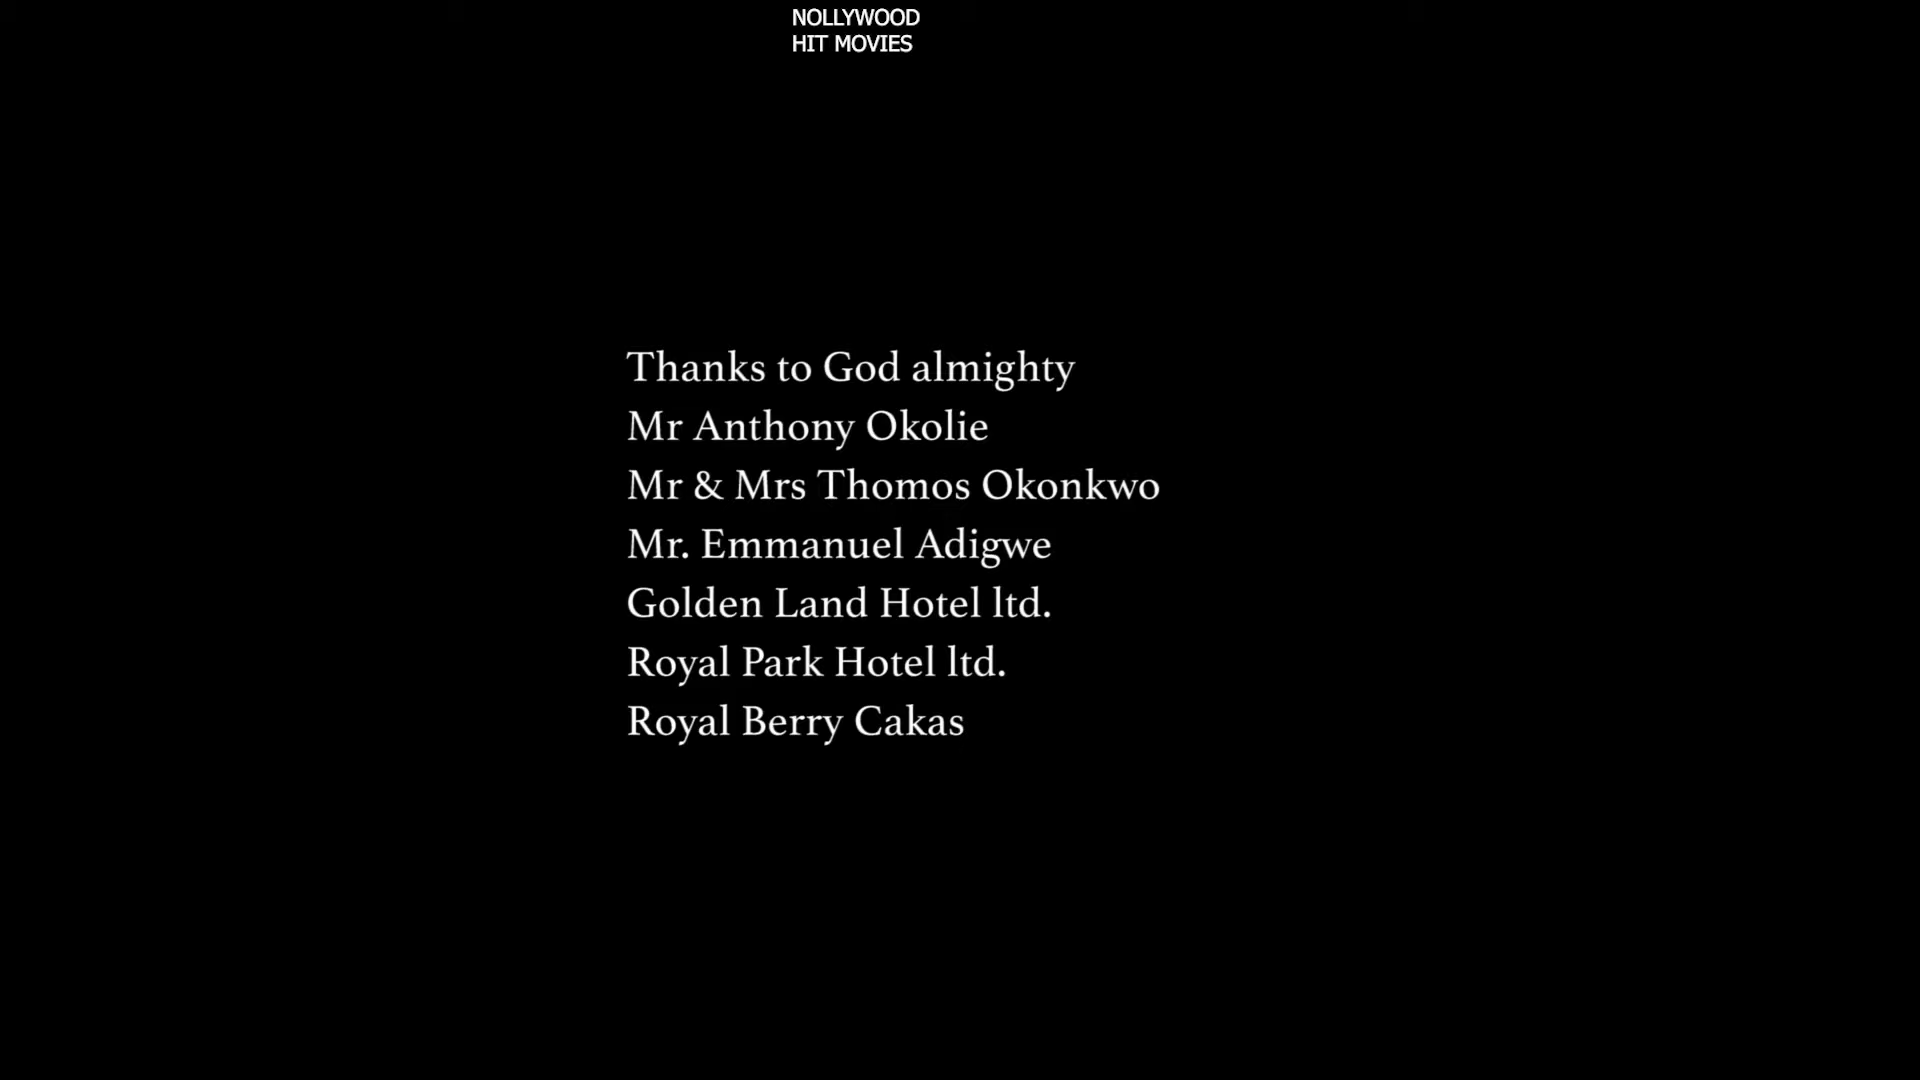 NOLLYWOOD
HIT MOVIES
Thanks to God almighty
Mr Anthony Okolie
Mr & Mrs Thomos Okonkwo
Mr. Emmanuel Adigwe
Golden Land Hotel ltd.
Royal Park Hotel ltd.
Royal Berry Cakas